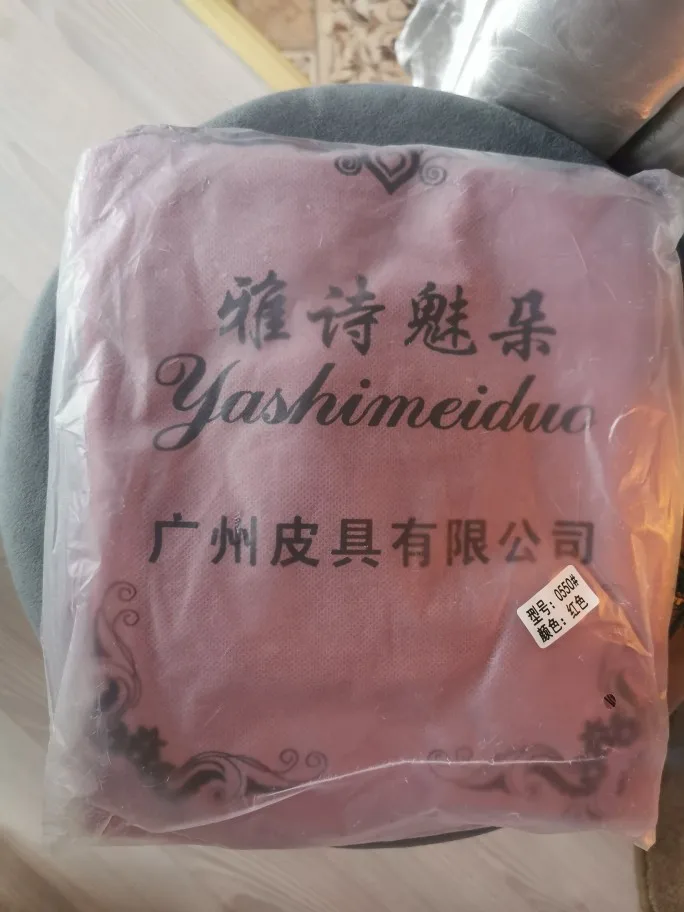 雅诗魅朵
Yashimeiduo
广州皮具有限公司
型号: 0550#
颜色: 红色